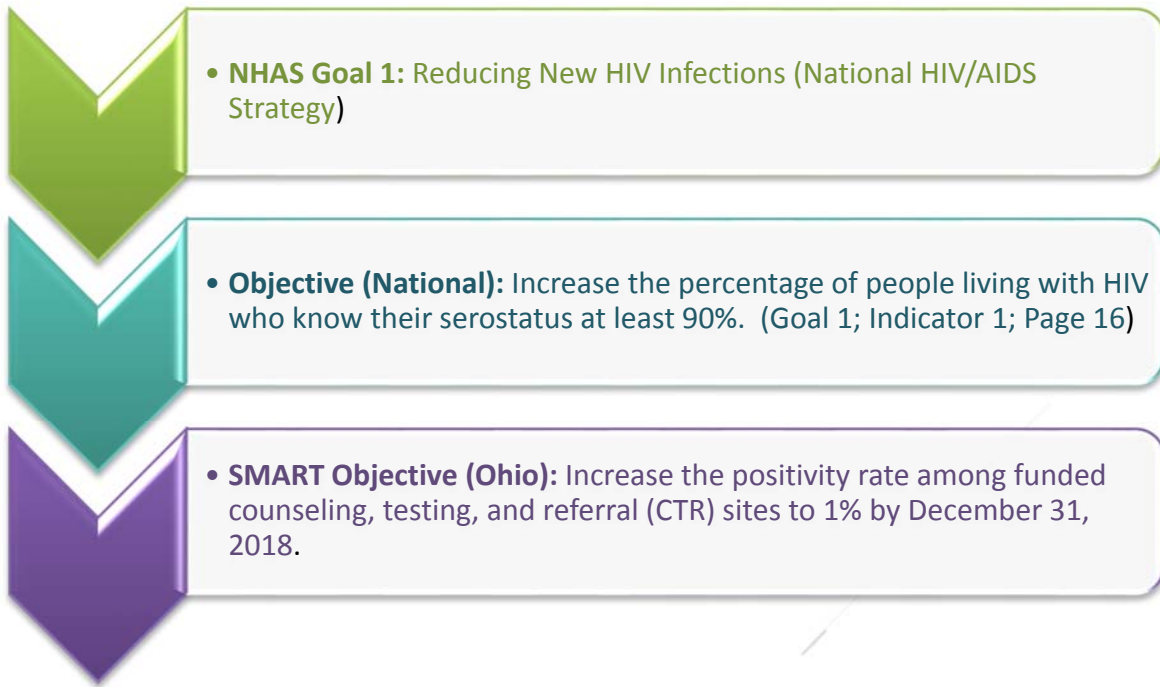 • NHAS Goal 1: Reducing New HIV Infections (National HIV/AIDS
Strategy)
• Objective (National): Increase the percentage of people living with HIV
who know their serostatus at least 90%.  (Goal 1; Indicator 1; Page 16)
• SMART Objective (Ohio): Increase the positivity rate among funded
counseling, testing, and referral (CTR) sites to 1% by December 31,
2018.